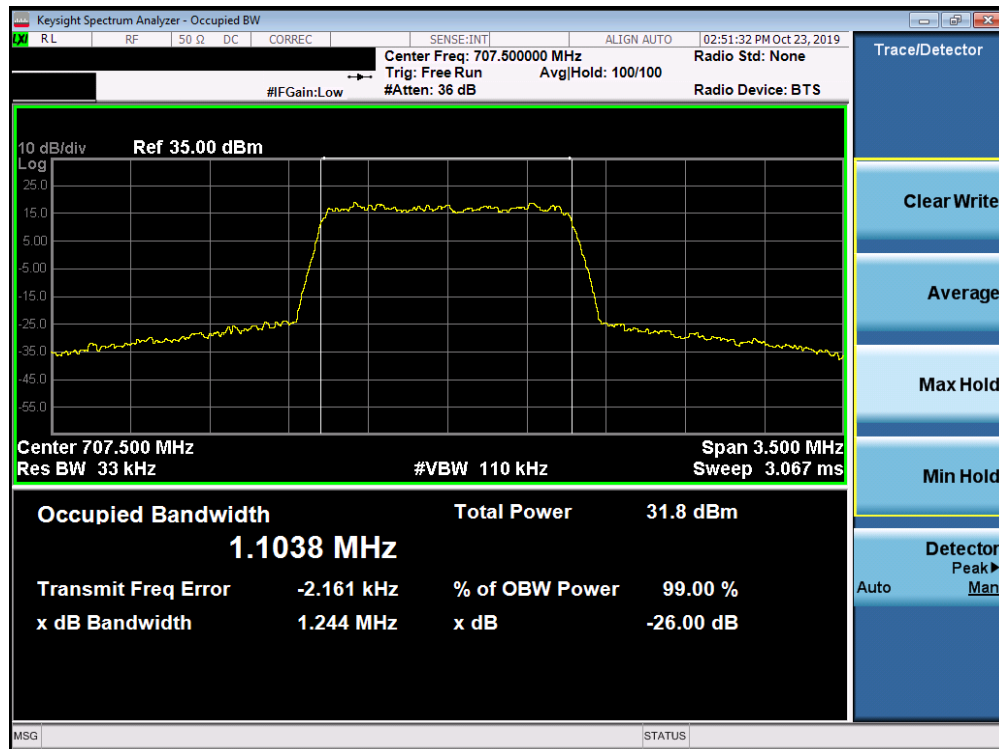 Keysight Spectrum Analyzer - Occupied BW
LXI RL RF 50 Ω DC CORREC SENSE:INT ALIGN AUTO 02:51:32 PM Oct 23, 2019
Center Freq: 707.500000 MHz Radio Std: None
Trig: Free Run Avg|Hold: 100/100
#IFGain:Low #Atten: 36 dB Radio Device: BTS
10 dB/div Ref 35.00 dBm
Log
25.0
15.0
5.00
-5.00
-15.0
-25.0
-35.0
-45.0
-55.0
Center 707.500 MHz Span 3.500 MHz
Res BW 33 kHz #VBW 110 kHz Sweep 3.067 ms
Occupied Bandwidth Total Power 31.8 dBm
1.1038 MHz
Transmit Freq Error -2.161 kHz % of OBW Power 99.00 %
x dB Bandwidth 1.244 MHz x dB -26.00 dB
MSG STATUS
Trace/Detector
Clear Write
Average
Max Hold
Min Hold
Detector
Peak▶
Auto Man